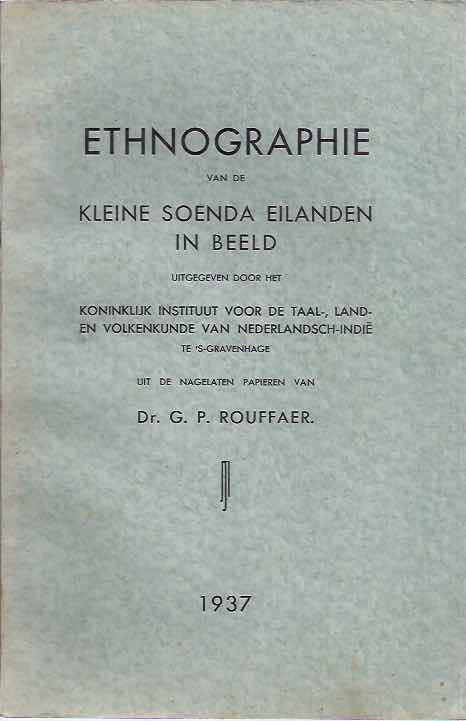 ETHNOGRAPHIE
VAN DE
KLEINE SOENDA EILANDEN
IN BEELD
UITGEGEVEN DOOR HET
KONINKLIJK INSTITUUT VOOR DE TAAL-, LAND-
EN VOLKENKUNDE VAN NEDERLANDSCH-INDIË
TE 'S-GRAVENHAGE
UIT DE NAGELATEN PAPIEREN VAN
Dr. G. P. ROUFFAER.
1937